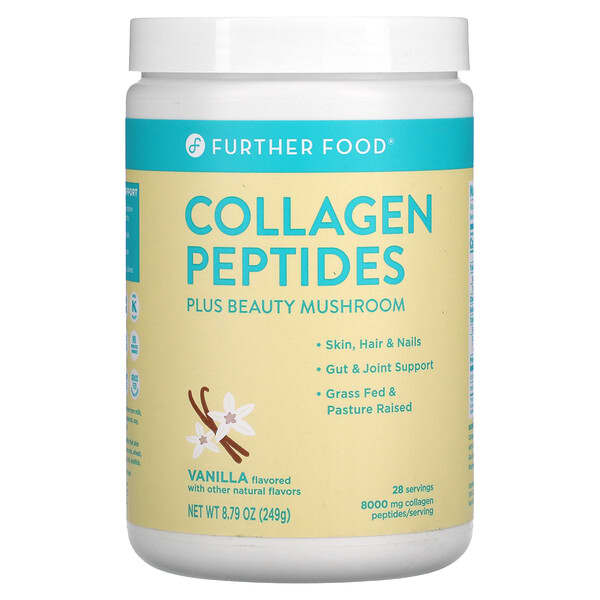 FURTHER FOOD®
COLLAGEN
PEPTIDES
PLUS BEAUTY MUSHROOM
• Skin, Hair & Nails
• Gut & Joint Support
• Grass Fed &
Pasture Raised
VANILLA flavored
with other natural flavors
NET WT 8.79 OZ (249g)
28 servings
8000 mg collagen
peptides/serving